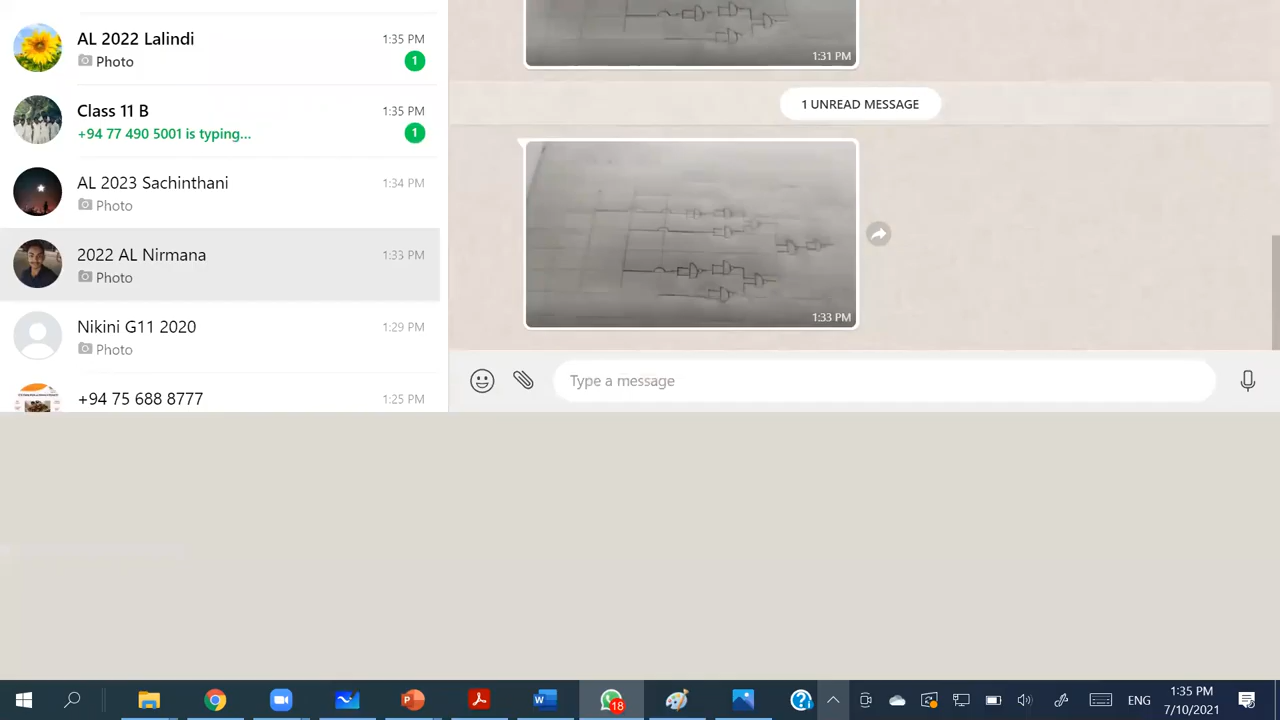 AL 2022 Lalindi
1:35 PM
Photo
1
Class 11 B
1:35 PM
+94 77 490 5001 is typing...
1
AL 2023 Sachinthani
1:34 PM
Photo
2022 AL Nirmana
1:33 PM
Photo
Nikini G11 2020
1:29 PM
Photo
+94 75 688 8777
1:25 PM
1:31 PM
1 UNREAD MESSAGE
1:33 PM
Type a message
18
ENG
1:35 PM
7/10/2021